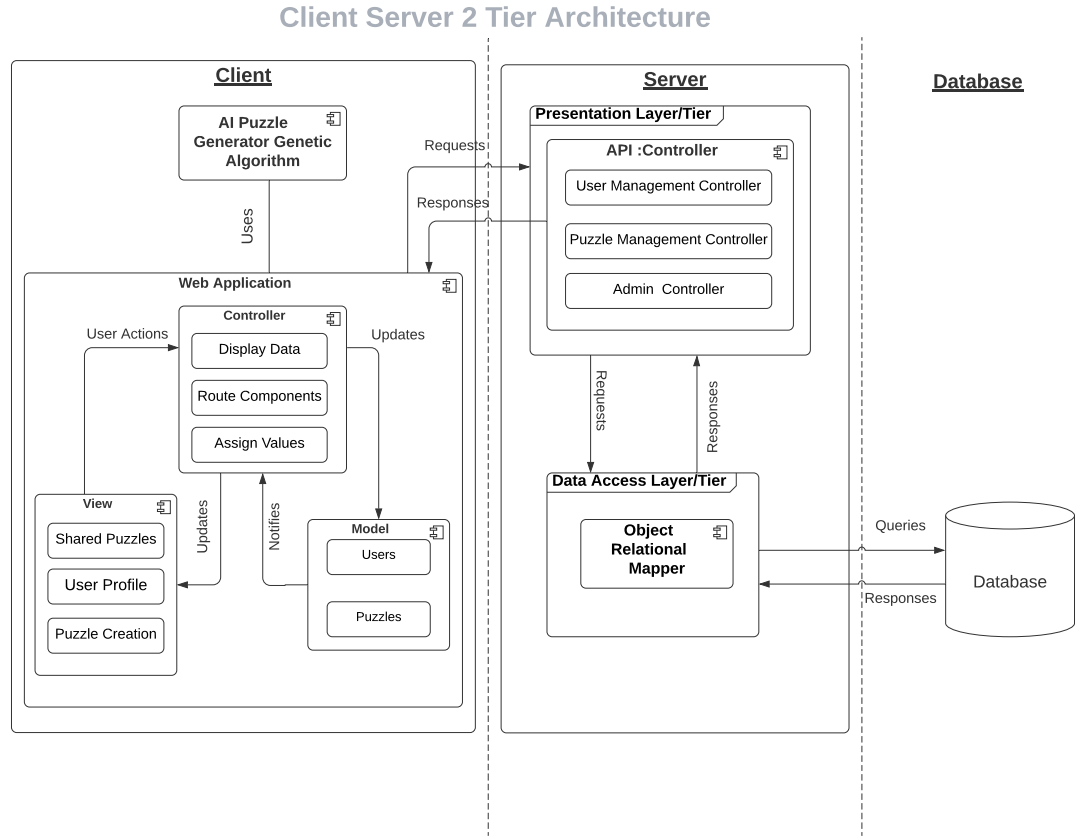 Client Server 2 Tier Architecture
Client
AI Puzzle
Generator Genetic
Algorithm
Uses
Requests
Responses
Web Application
Controller
Display Data
Route Components
Assign Values
User Actions
Updates
View
Shared Puzzles
User Profile
Puzzle Creation
Updates
Notifies
Model
Users
Puzzles
Server
Presentation Layer/Tier
API :Controller
User Management Controller
Puzzle Management Controller
Admin  Controller
Requests
Responses
Data Access Layer/Tier
Object
Relational
Mapper
Database
Queries
Responses
Database